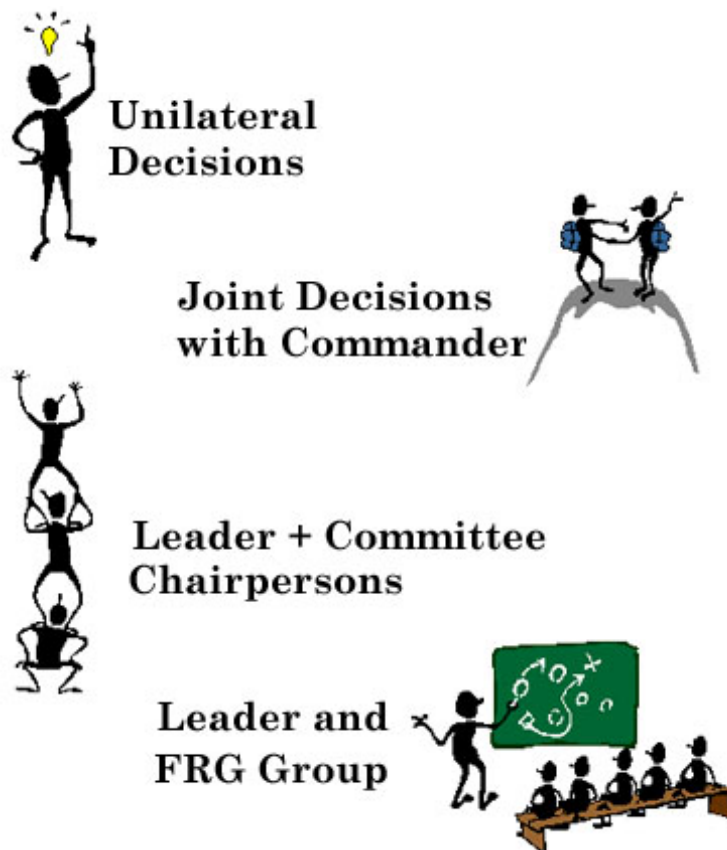 Unilateral
Decisions
Joint Decisions
with Commander
Leader + Committee
Chairpersons
Leader and
FRG Group